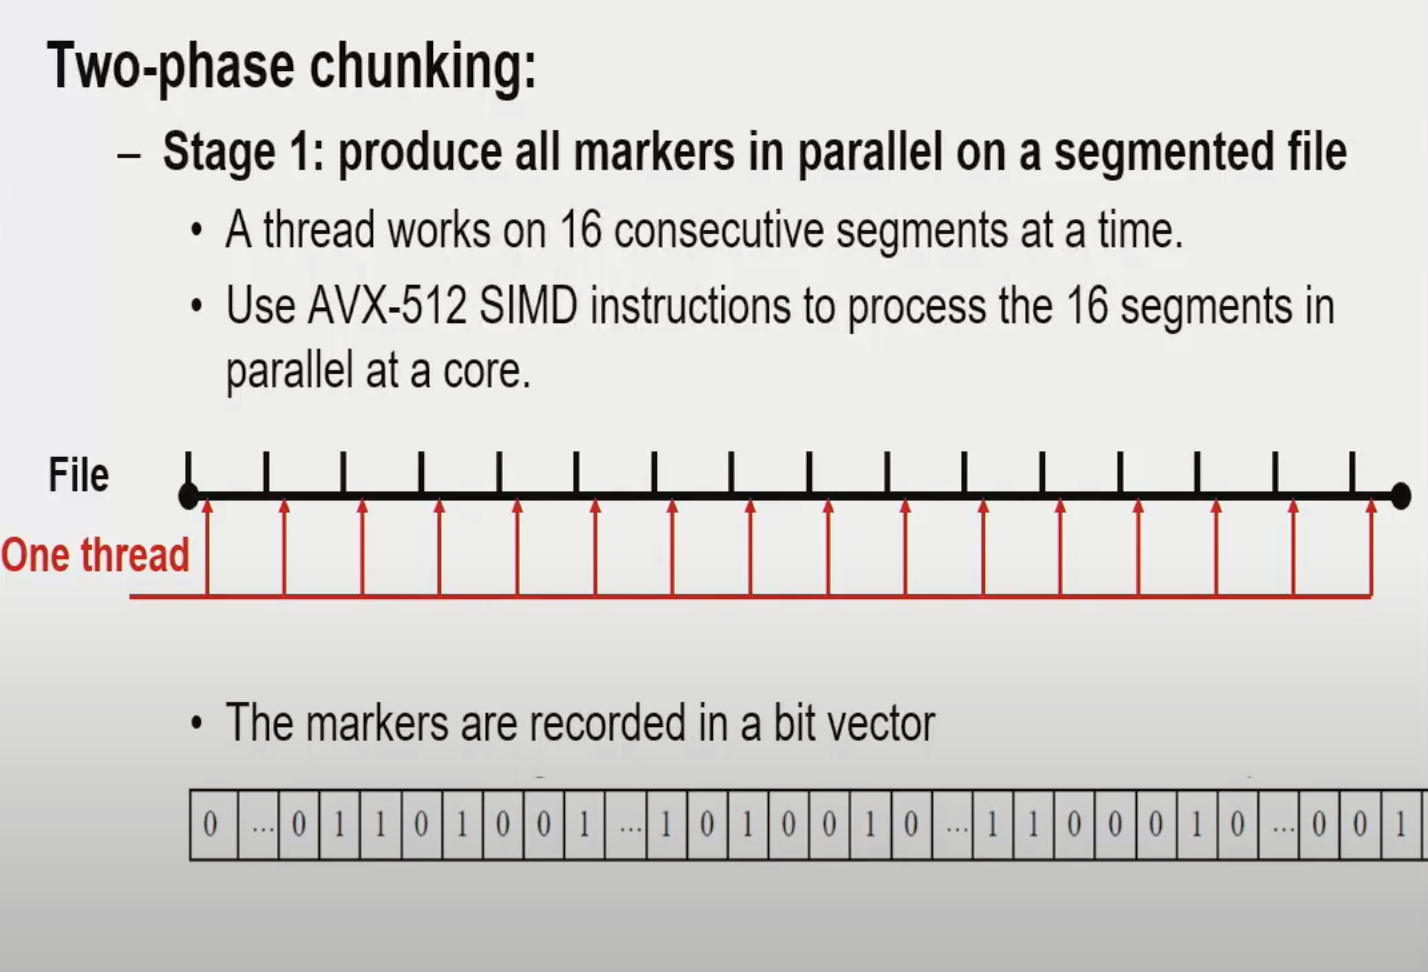 Two-phase chunking:
– Stage 1: produce all markers in parallel on a segmented file
• A thread works on 16 consecutive segments at a time.
• Use AVX-512 SIMD instructions to process the 16 segments in
parallel at a core.
File
One thread
• The markers are recorded in a bit vector
0 ... 0 1 1 0 1 0 0 1 ... 1 0 1 0 0 1 0 ... 1 1 0 0 0 1 0 ... 0 0 1